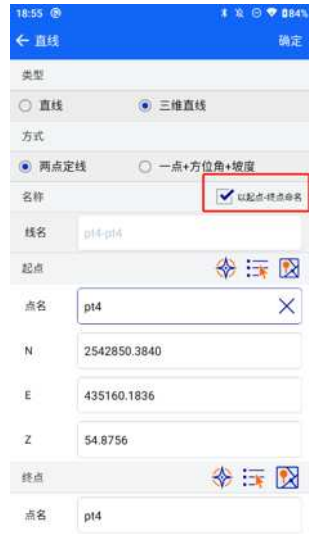 18:55 84%
直线 确定
类型
直线 三维直线
方式
两点定线 一点+方位角+坡度
名称 以起点-终点命名
线名 pt4-pt4
起点
点名 pt4
N 2542850.3840
E 435160.1836
Z 54.8756
终点
点名 pt4